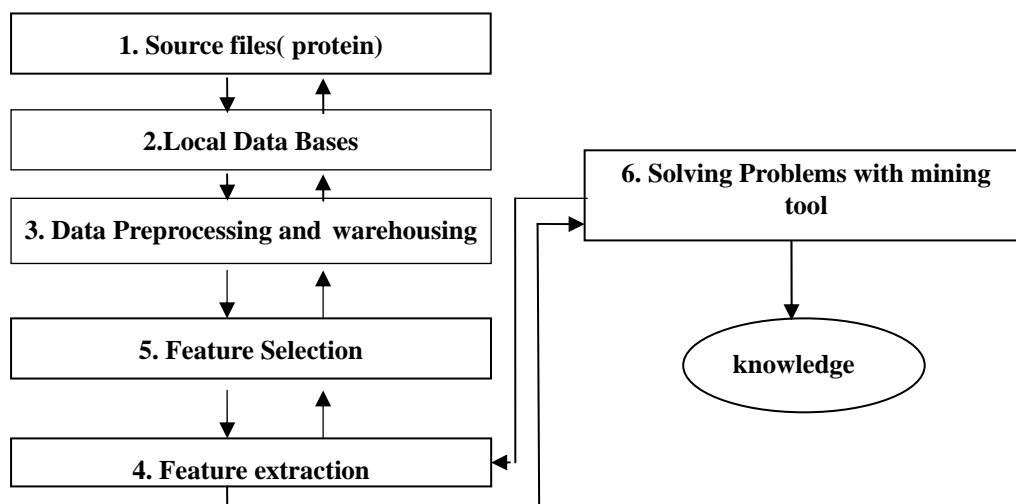 1. Source files( protein)
2.Local Data Bases
3. Data Preprocessing and warehousing
5. Feature Selection
4. Feature extraction
6. Solving Problems with mining
tool
knowledge